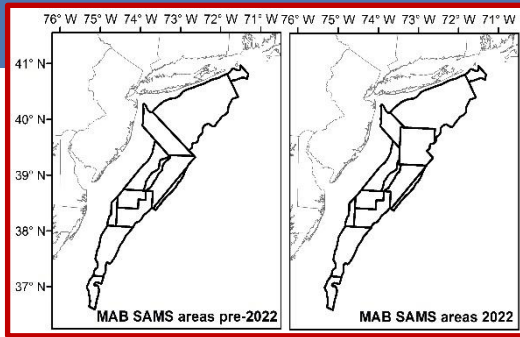 76° W 75° W 74° W 73° W 72° W 71° W 76° W 75° W 74° W 73° W 72° W 71° W
41° N
40° N
39° N
38° N
37° N
MAB SAMS areas pre-2022 MAB SAMS areas 2022